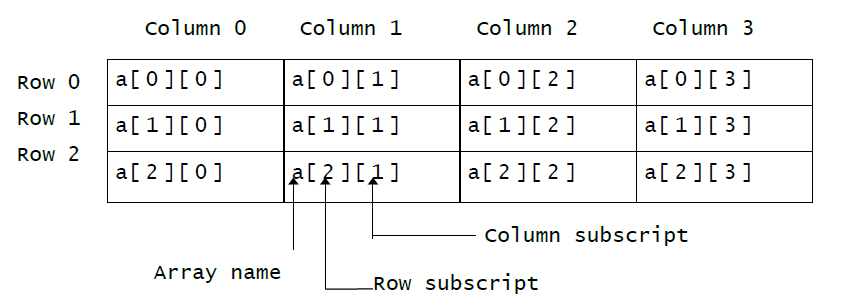 Column 0 Column 1 Column 2 Column 3
Row 0 a[0][0] a[0][1] a[0][2] a[0][3]
Row 1 a[1][0] a[1][1] a[1][2] a[1][3]
Row 2 a[2][0] a[2][1] a[2][2] a[2][3]
Column subscript
Array name
Row subscript